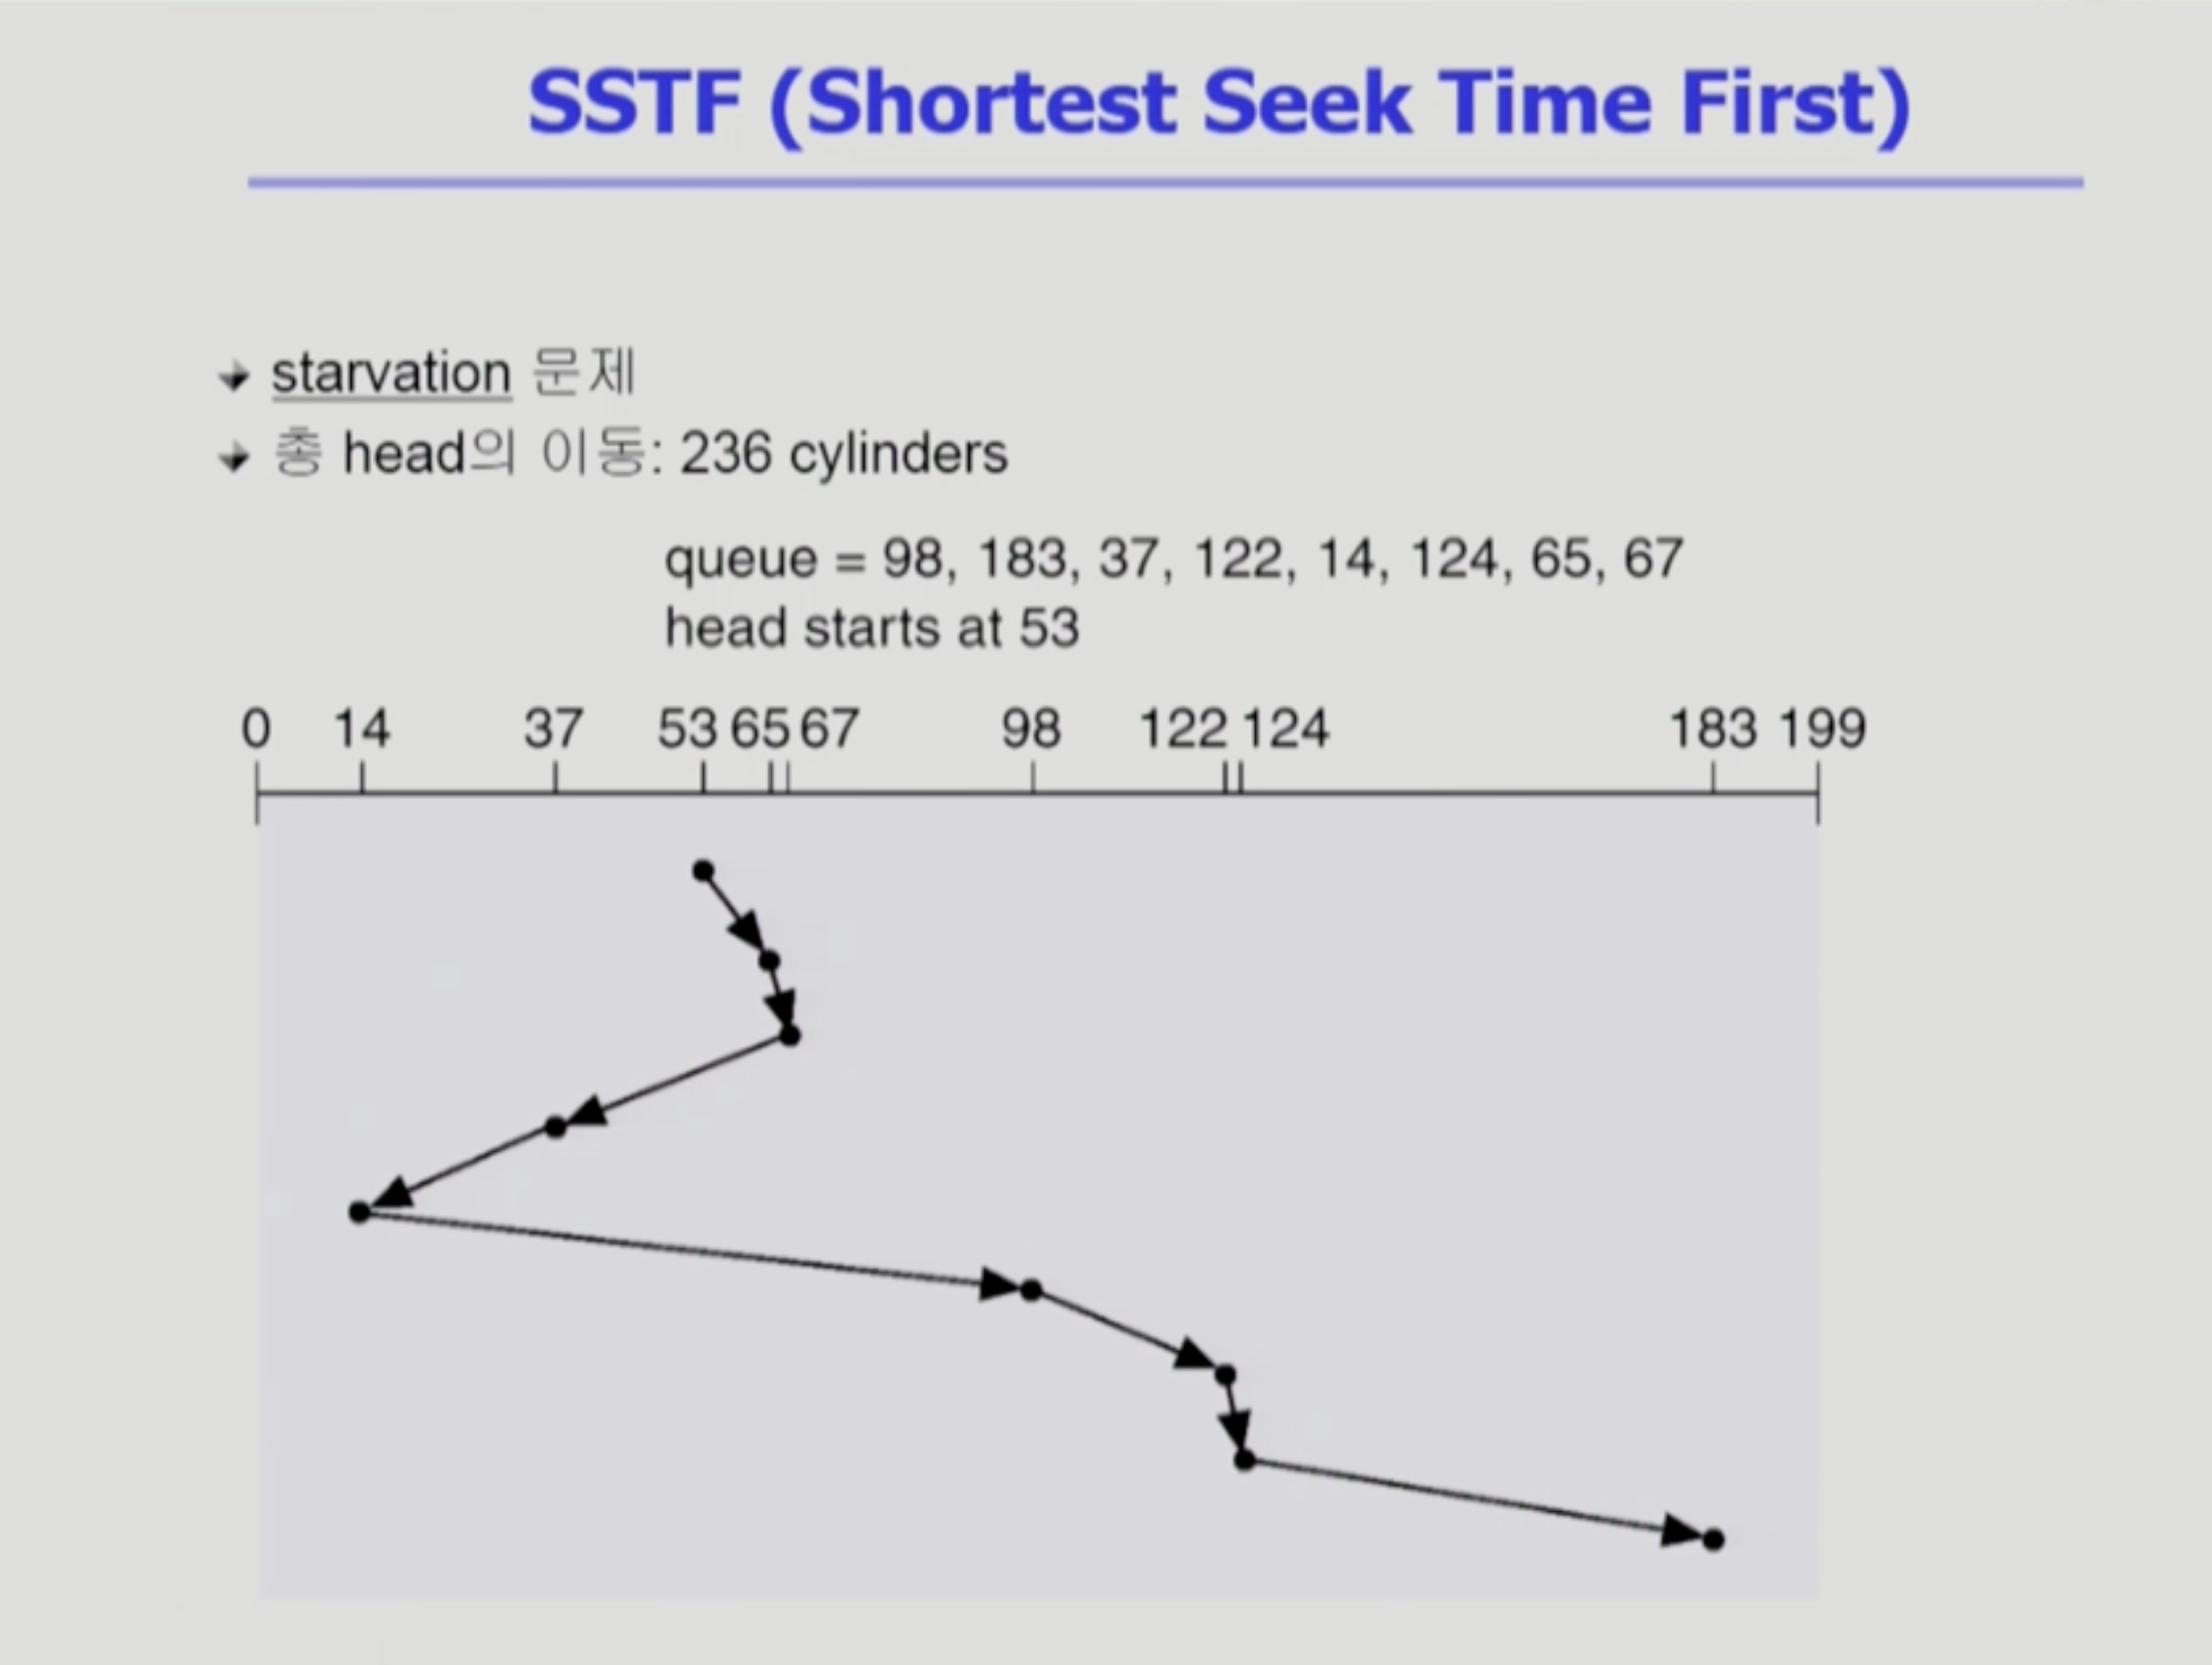 SSTF (Shortest Seek Time First)
starvation 문제
총 head의 이동: 236 cylinders
queue = 98, 183, 37, 122, 14, 124, 65, 67
head starts at 53
0 14 37 53 65 67 98 122 124 183 199